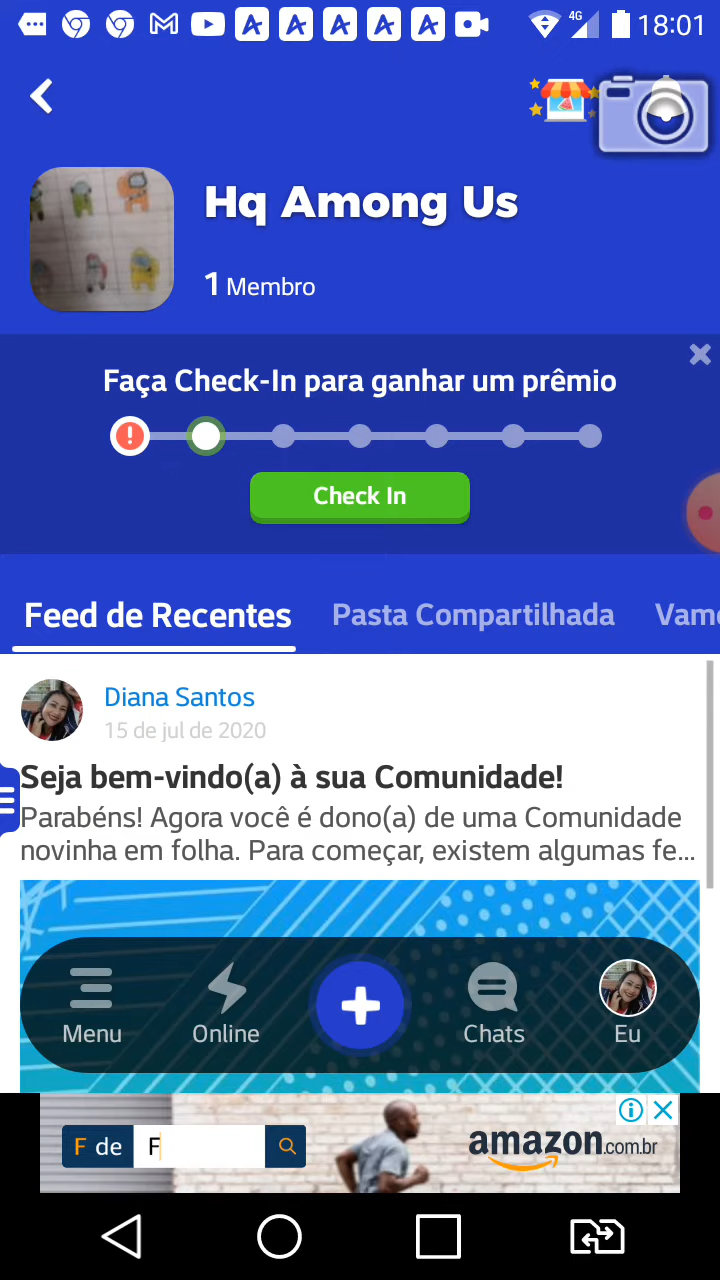 4G 18:01
Hq Among Us
1 Membro
Faça Check-In para ganhar um prêmio
Check In
Feed de Recentes Pasta Compartilhada Vamo
Diana Santos
15 de jul de 2020
Seja bem-vindo(a) à sua Comunidade!
Parabéns! Agora você é dono(a) de uma Comunidade
novinha em folha. Para começar, existem algumas fe...
Menu Online Chats Eu
F de F amazon.com.br